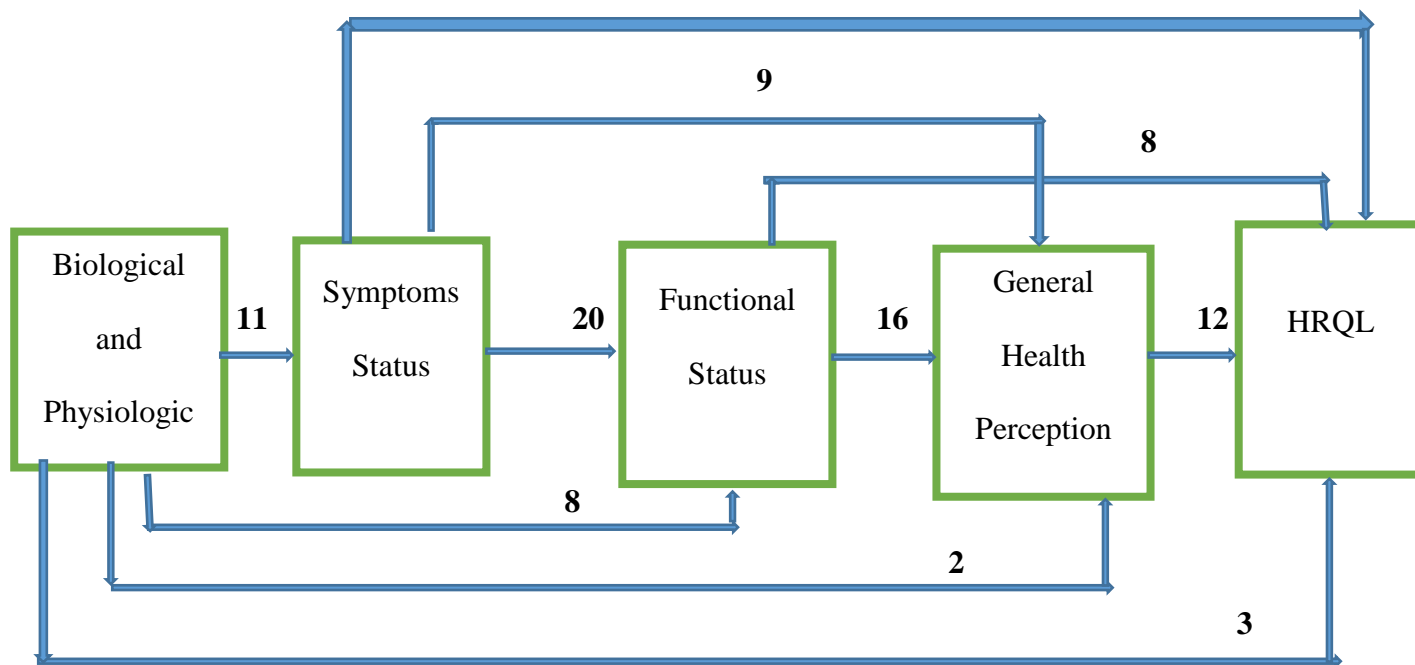 9
8
Biological
and
Physiologic
11
Symptoms
Status
20
Functional
Status
16
General
Health
Perception
12
HRQL
8
2
3